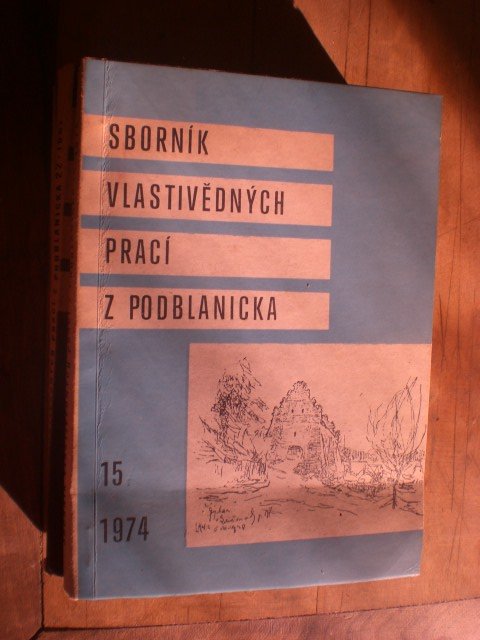 SBORNÍK
VLASTIVĚDNÝCH
PRACÍ
Z PODBLANICKA
15
1974